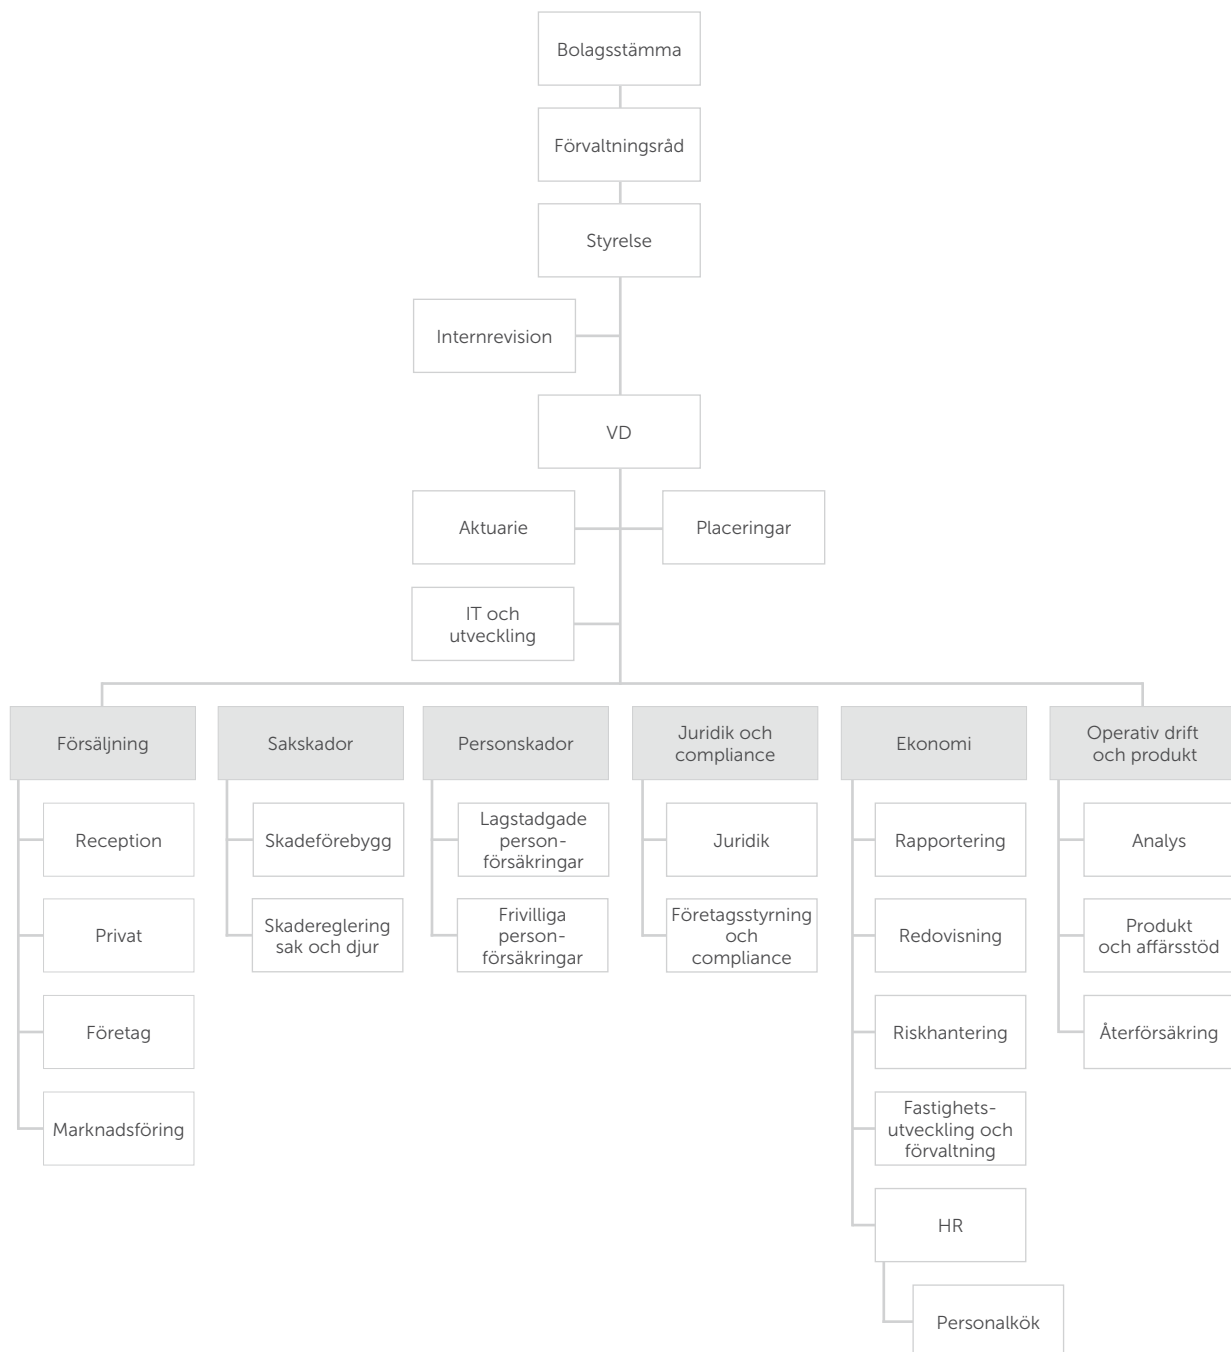 Bolagsstämma
Förvaltningsråd
Styrelse
Internrevision
VD
Aktuarie
Placeringar
IT och
utveckling
Försäljning
Sakskador
Personskador
Juridik och
compliance
Ekonomi
Operativ drift
och produkt
Reception
Privat
Företag
Marknadsföring
Skadeförebygg
Skadereglering
sak och djur
Lagstadgade
person-
försäkringar
Frivilliga
person-
försäkringar
Juridik
Företagsstyrning
och
compliance
Rapportering
Redovisning
Riskhantering
Fastighets-
utveckling och
förvaltning
HR
Personalkök
Analys
Produkt
och affärsstöd
Återförsäkring